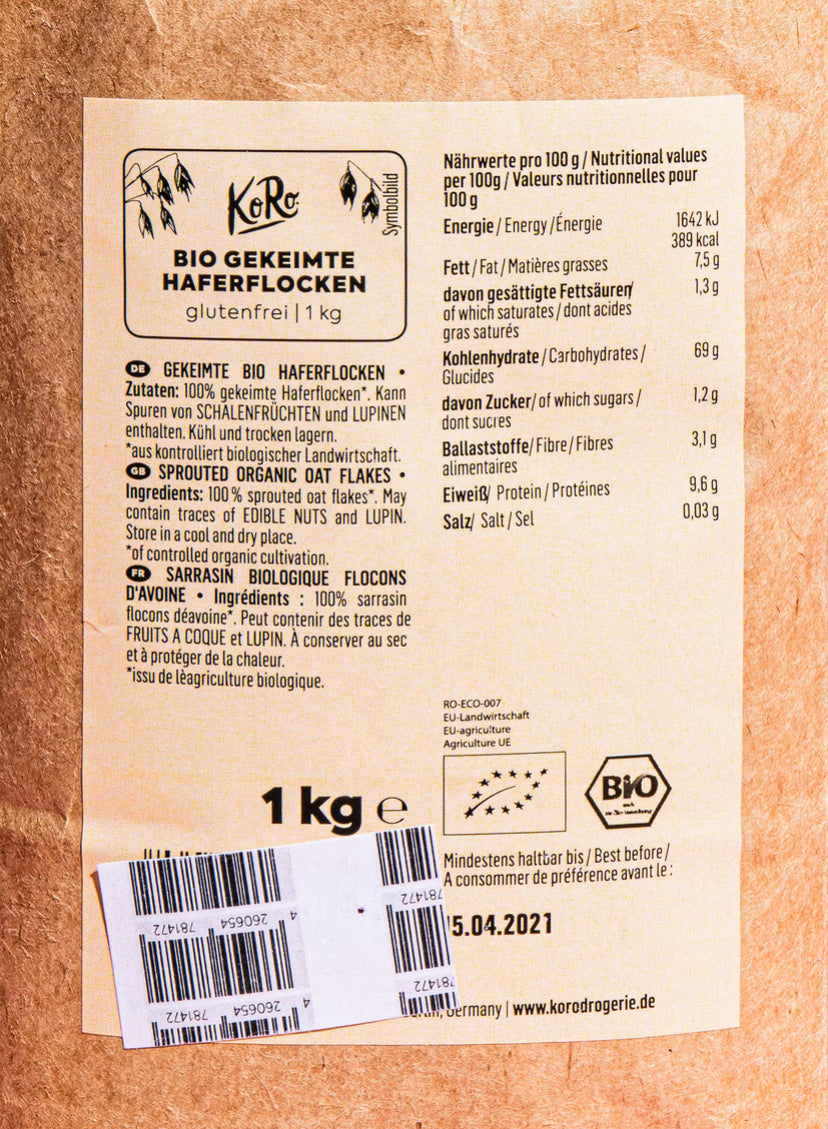 KoRo
Symbolbild
BIO GEKEIMTE
HAFERFLOCKEN
glutenfrei | 1 kg
DE GEKEIMTE BIO HAFERFLOCKEN •
Zutaten: 100% gekeimte Haferflocken*. Kann
Spuren von SCHALENFRÜCHTEN und LUPINEN
enthalten. Kühl und trocken lagern.
*aus kontrolliert biologischer Landwirtschaft.
GB SPROUTED ORGANIC OAT FLAKES •
Ingredients: 100 % sprouted oat flakes*. May
contain traces of EDIBLE NUTS and LUPIN.
Store in a cool and dry place.
*of controlled organic cultivation.
FR SARRASIN BIOLOGIQUE FLOCONS
D'AVOINE • Ingrédients : 100% sarrasin
flocons déavoine*. Peut contenir des traces de
FRUITS A COQUE et LUPIN. À conserver au sec
et à protéger de la chaleur.
*issu de lèagriculture biologique.
1 kg e
Nährwerte pro 100 g / Nutritional values
per 100g / Valeurs nutritionnelles pour
100 g
Energie / Energy /Énergie 1642 kJ
389 kcal
Fett / Fat / Matières grasses 7,5 g
davon gesättigte Fettsäuren/ 1,3 g
of which saturates / dont acides
gras saturés
Kohlenhydrate / Carbohydrates / 69 g
Glucides
davon Zucker/ of which sugars / 1,2 g
dont sucres
Ballaststoffe/ Fibre / Fibres 3,1 g
alimentaires
Eiweiß/ Protein / Protéines 9,6 g
Salz/ Salt / Sel 0,03 g
RO-ECO-007
EU-Landwirtschaft
EU-agriculture
Agriculture UE
BIO
Mindestens haltbar bis / Best before /
A consommer de préférence avant le :
5.04.2021
Germany | www.korodrogerie.de
4 260654 781472
781472
4 260654 781472
781472